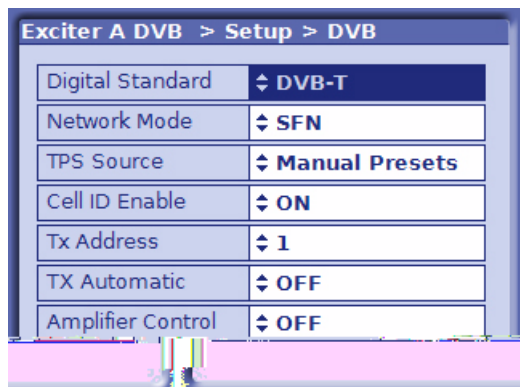 Exciter A DVB > Setup > DVB
Digital Standard DVB-T
Network Mode SFN
TPS Source Manual Presets
Cell ID Enable ON
Tx Address 1
TX Automatic OFF
Amplifier Control OFF